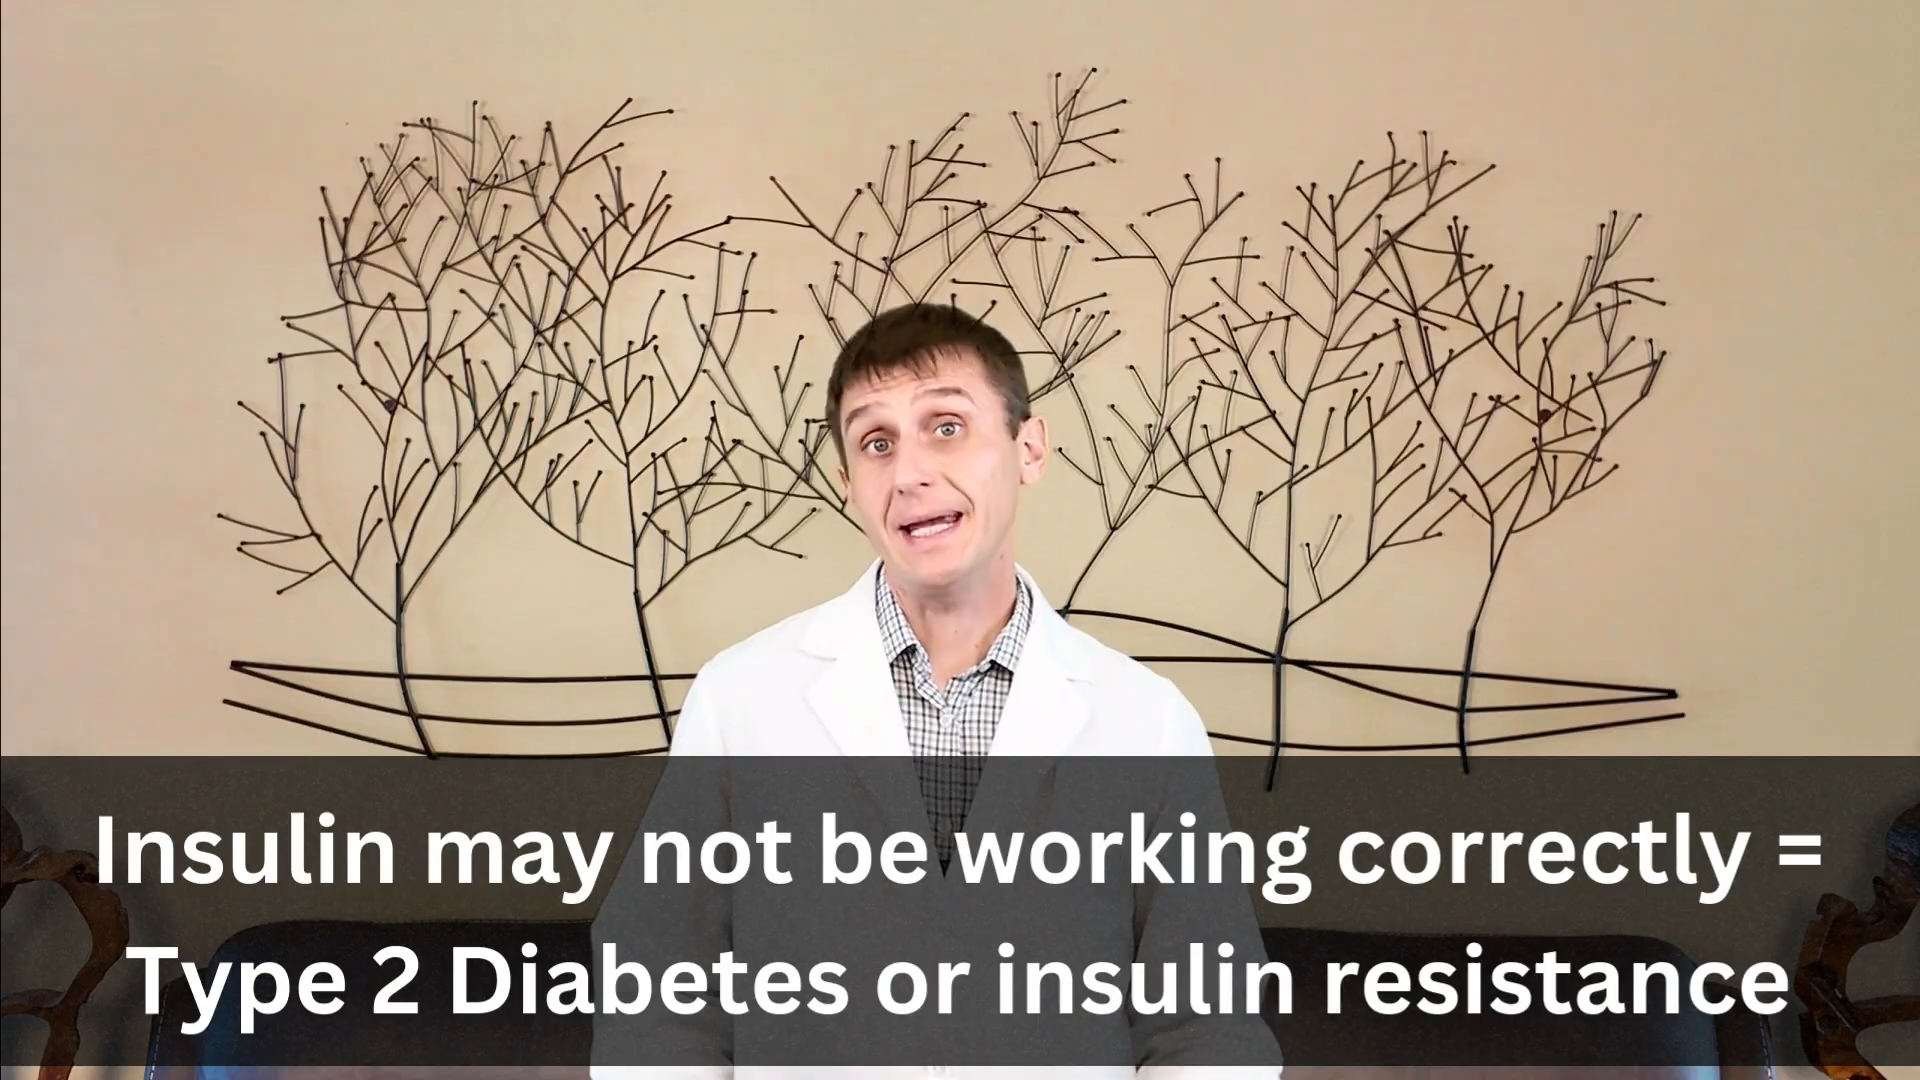 Insulin may not be working correctly =
Type 2 Diabetes or insulin resistance